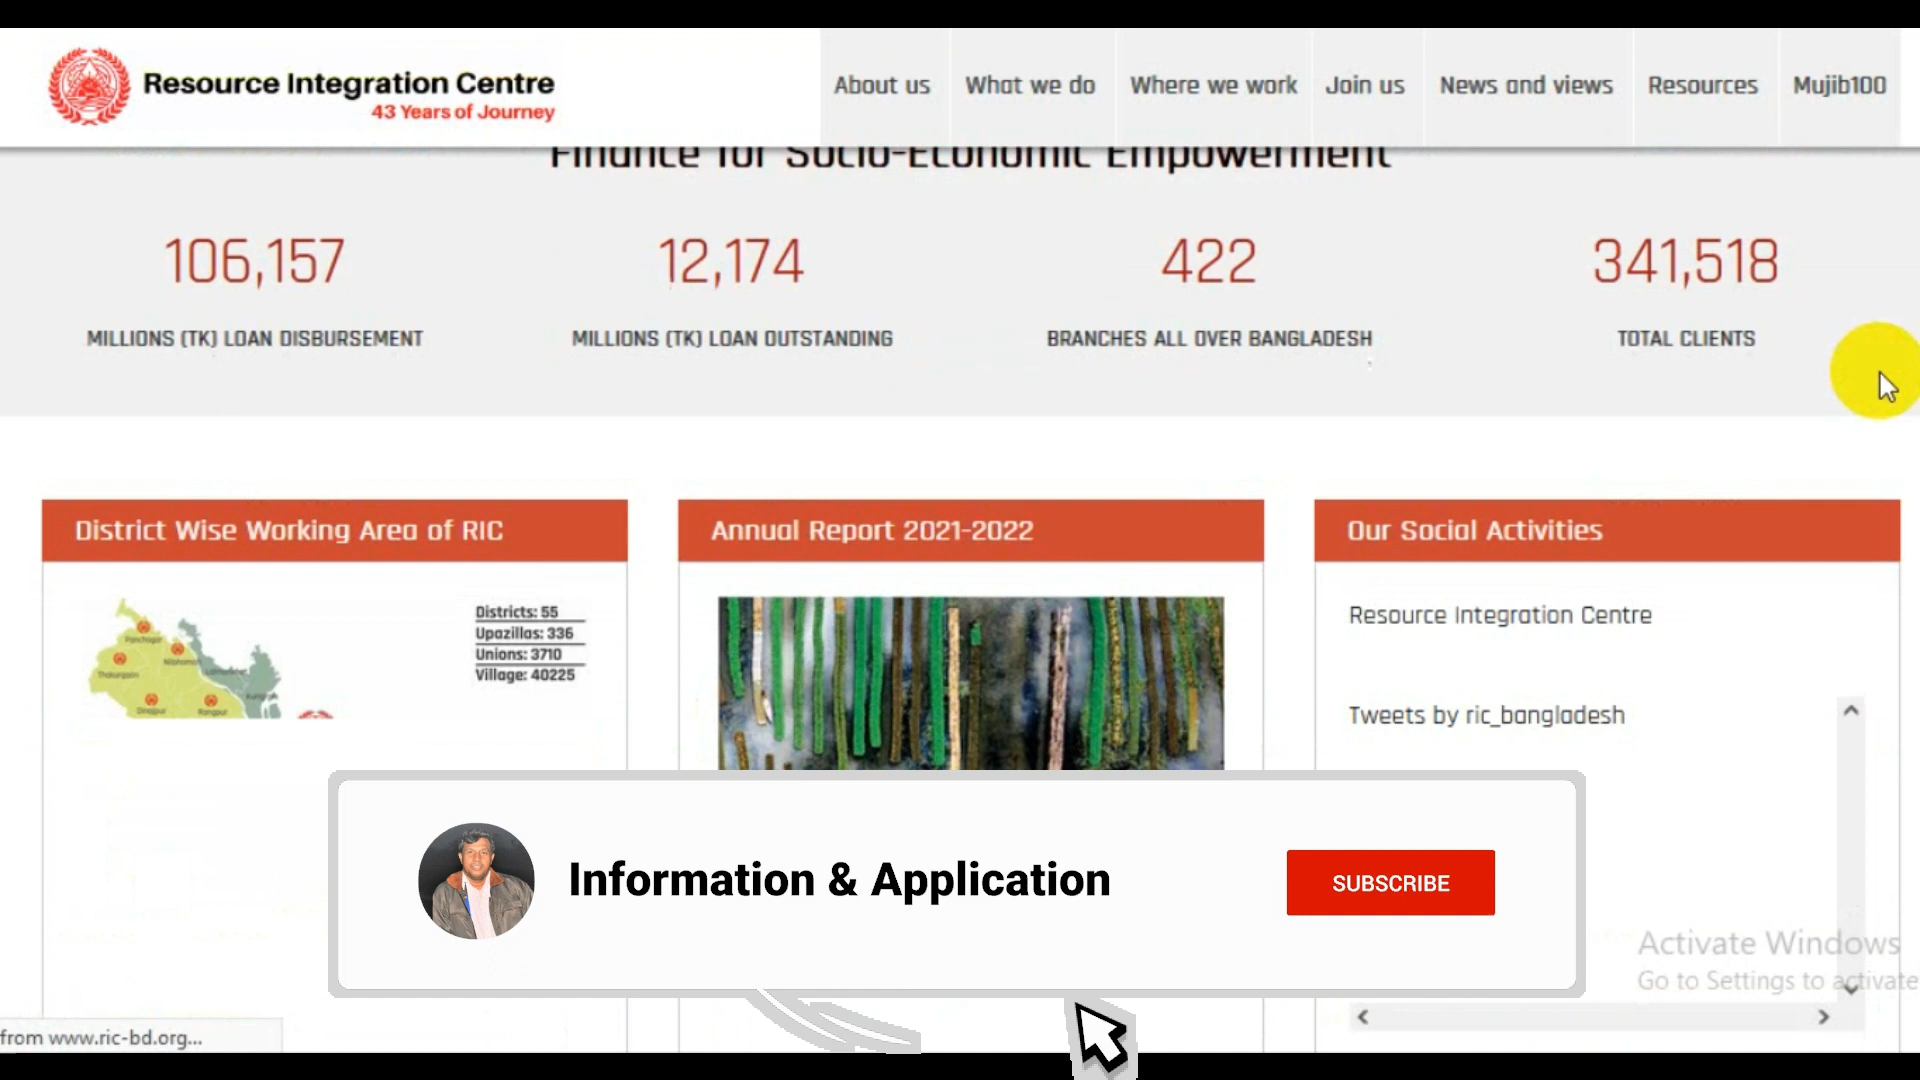 Resource Integration Centre
43 Years of Journey
About us
What we do
Where we work
Join us
News and views
Resources
Mujib100
Finance for Socio-Economic Empowerment
106,157
12,174
422
341,518
MILLIONS (TK) LOAN DISBURSEMENT
MILLIONS (TK) LOAN OUTSTANDING
BRANCHES ALL OVER BANGLADESH
TOTAL CLIENTS
District Wise Working Area of RIC
Districts: 55
Upazillas: 336
Unions: 3710
Village: 40225
Panchagar
Thakurgaon
Dinajpur
Rangpur
Annual Report 2021-2022
Our Social Activities
Resource Integration Centre
Tweets by ric_bangladesh
Information & Application
SUBSCRIBE
Activate Windows
Go to Settings to activate
from www.ric-bd.org...